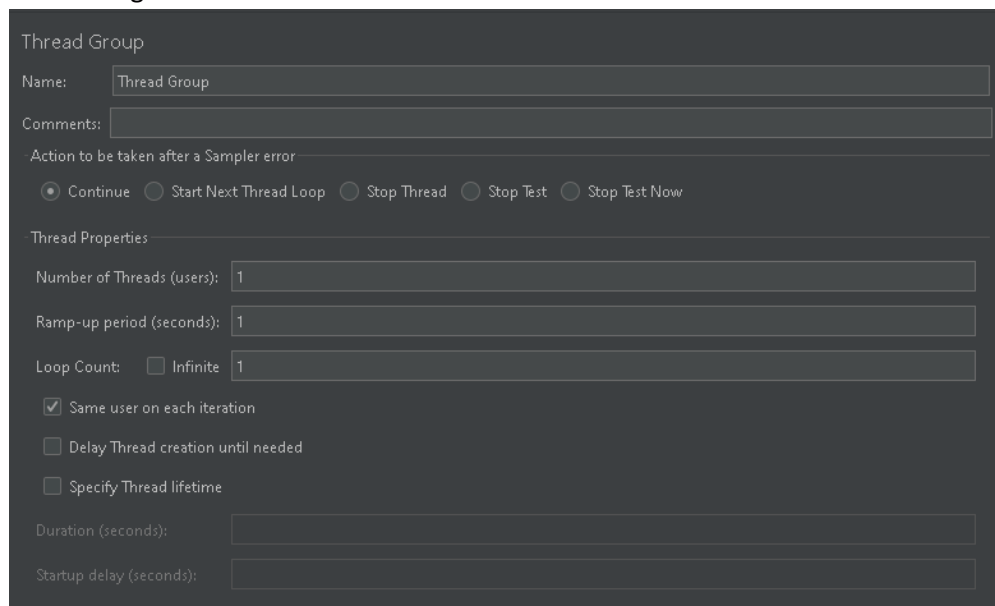 Thread Group
Name: Thread Group
Comments:
Action to be taken after a Sampler error
Continue Start Next Thread Loop Stop Thread Stop Test Stop Test Now
Thread Properties
Number of Threads (users): 1
Ramp-up period (seconds): 1
Loop Count: Infinite 1
Same user on each iteration
Delay Thread creation until needed
Specify Thread lifetime
Duration (seconds):
Startup delay (seconds):